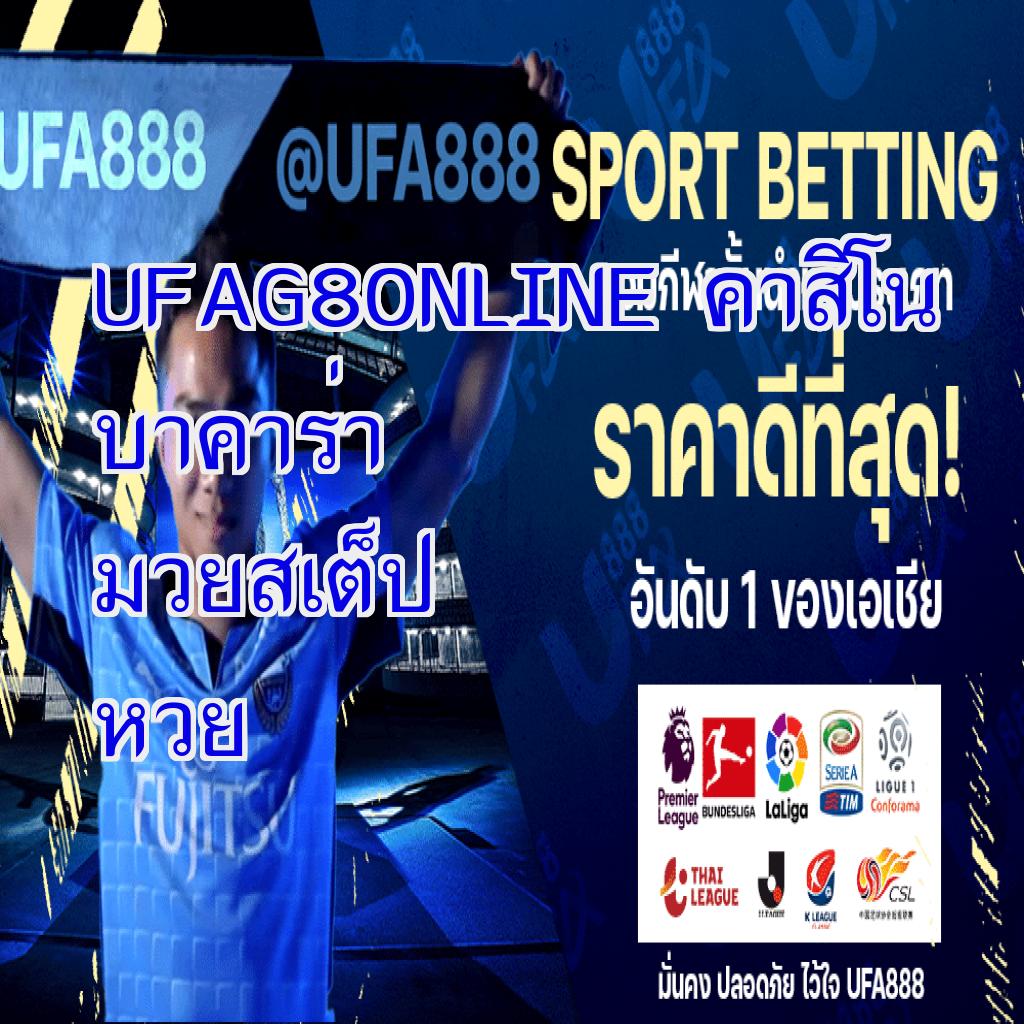 UFA888
@UFA888
SPORT BETTING
UFAG8ONLINE คาสิโน
บาคาร่า
มวยสเต็ป
หวย
ราคาดีที่สุด!
อันดับ 1 ของเอเชีย
FUJITSU
Premier League
BUNDESLIGA
LaLiga
SERIE A
TIM
LIGUE 1
Conforama
THAI LEAGUE
J.LEAGUE
K LEAGUE
CSL
มั่นคง ปลอดภัย ไว้ใจ UFA888